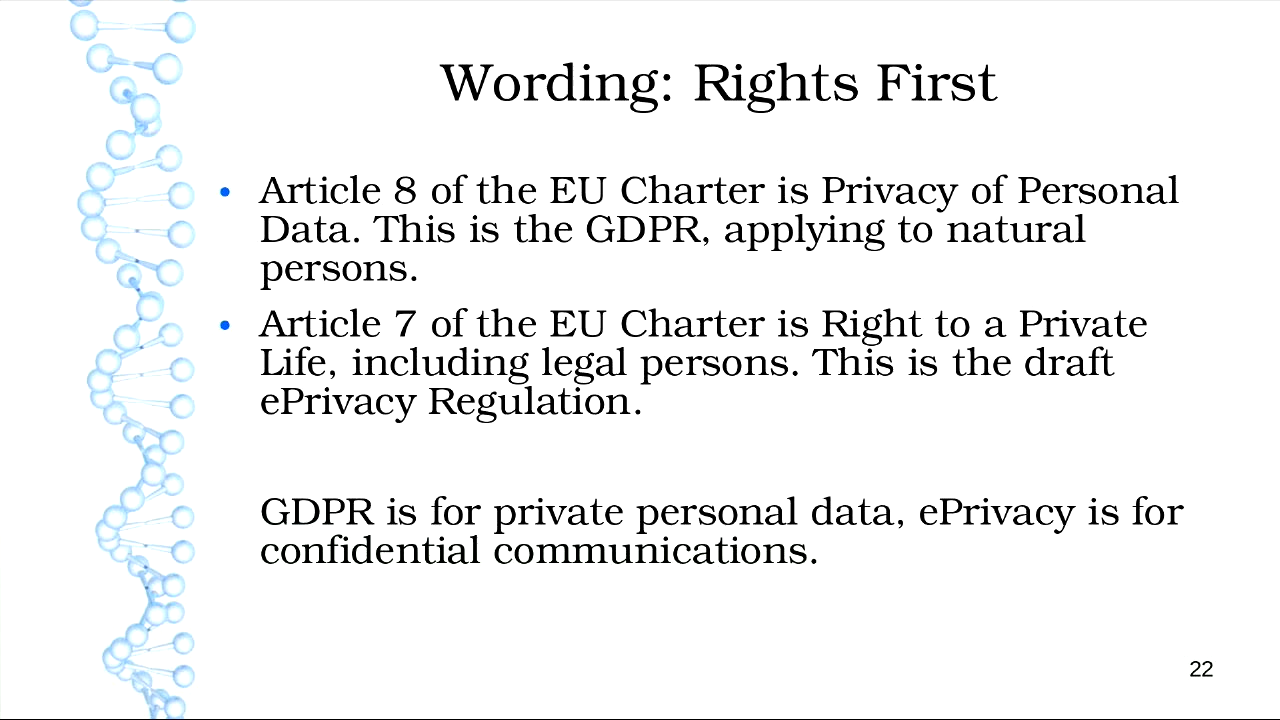 Wording: Rights First
• Article 8 of the EU Charter is Privacy of Personal
Data. This is the GDPR, applying to natural
persons.
• Article 7 of the EU Charter is Right to a Private
Life, including legal persons. This is the draft
ePrivacy Regulation.
GDPR is for private personal data, ePrivacy is for
confidential communications.
22